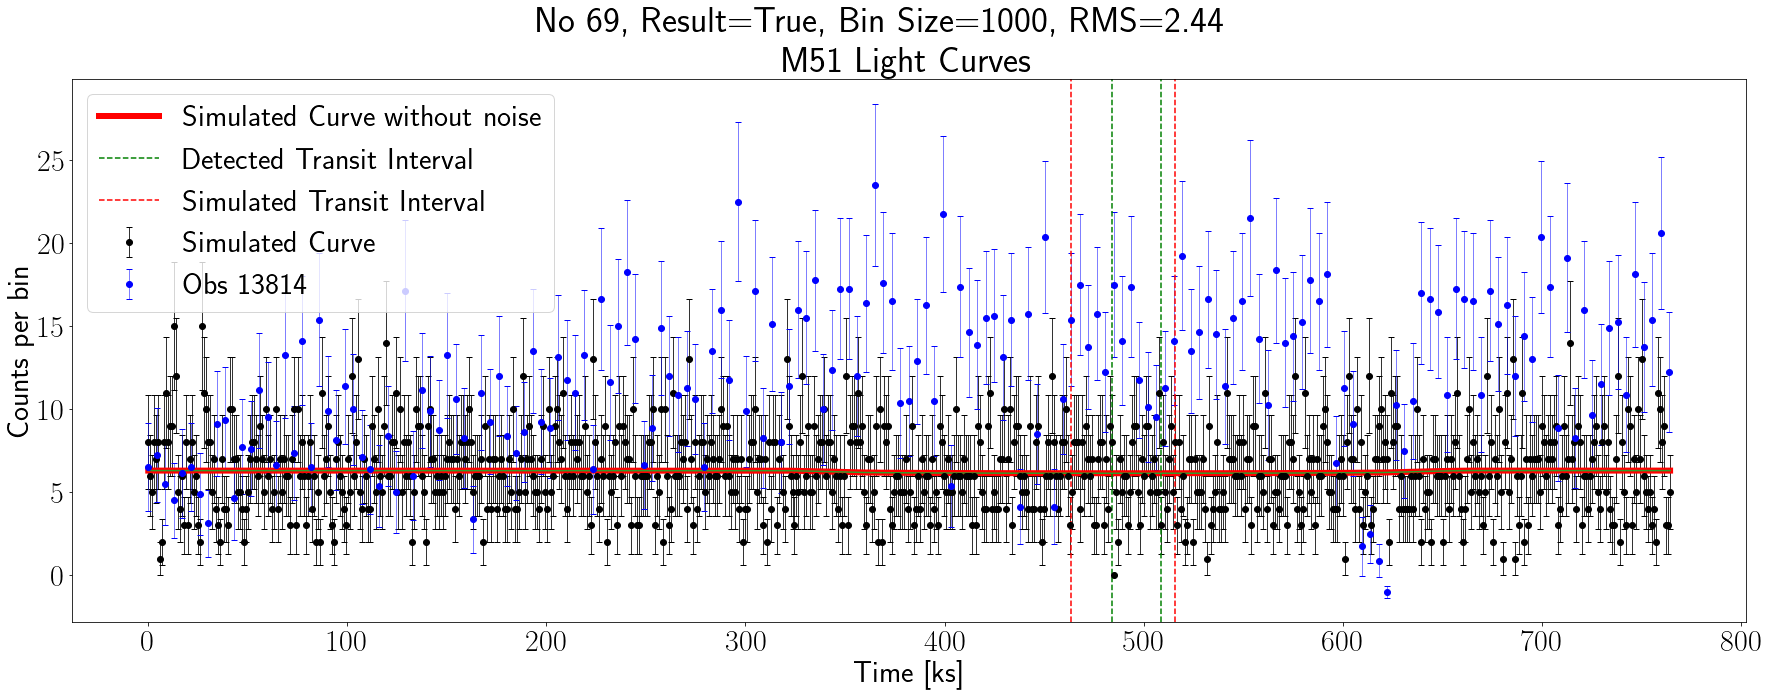 No 69, Result=True, Bin Size=1000, RMS=2.44
M51 Light Curves
Simulated Curve without noise
Detected Transit Interval
Simulated Transit Interval
Simulated Curve
Obs 13814
Counts per bin
25
20
15
10
5
0
0 100 200 300 400 500 600 700 800
Time [ks]